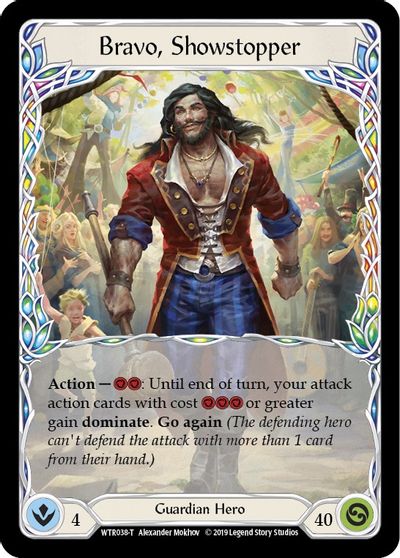 Bravo, Showstopper
Action — : Until end of turn, your attack
action cards with cost or greater
gain dominate. Go again (The defending hero
can't defend the attack with more than 1 card
from their hand.)
Guardian Hero
4
40
WTR038-T Alexander Mokhov © 2019 Legend Story Studios